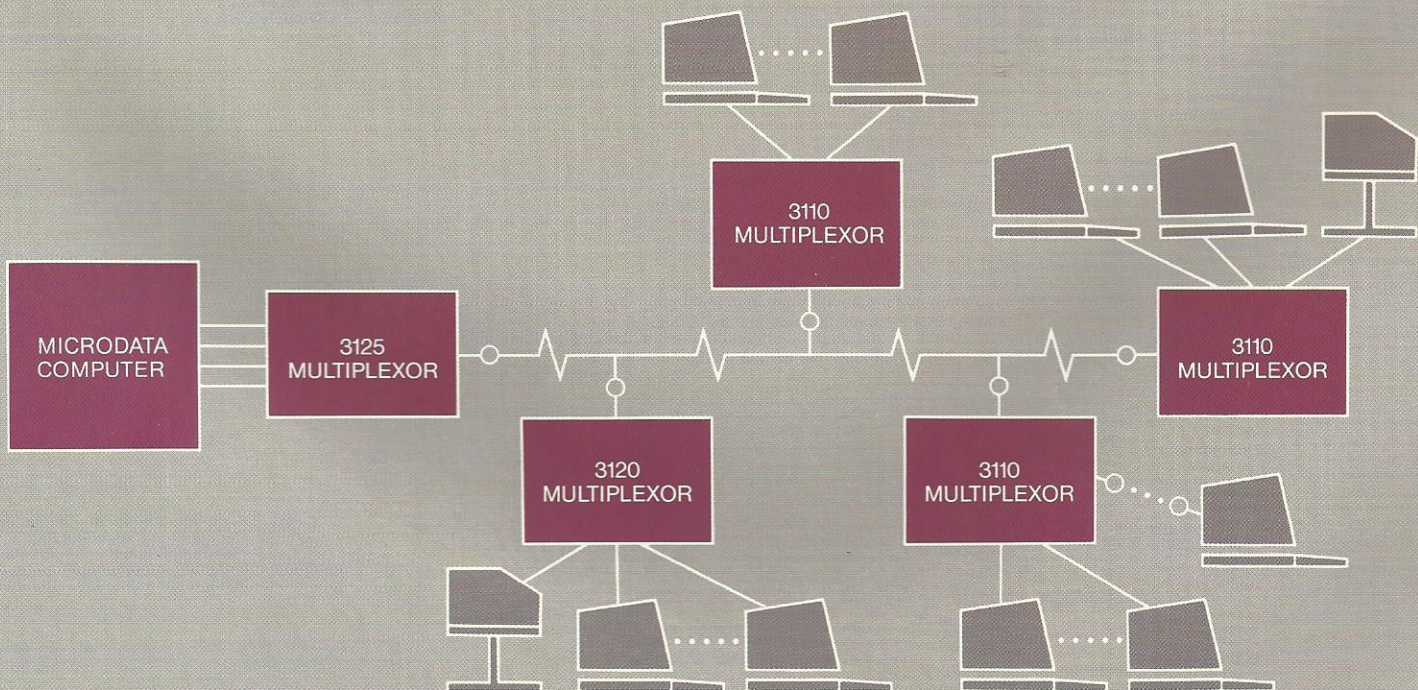 3110
MULTIPLEXOR
MICRODATA
COMPUTER
3125
MULTIPLEXOR
3110
MULTIPLEXOR
3120
MULTIPLEXOR
3110
MULTIPLEXOR